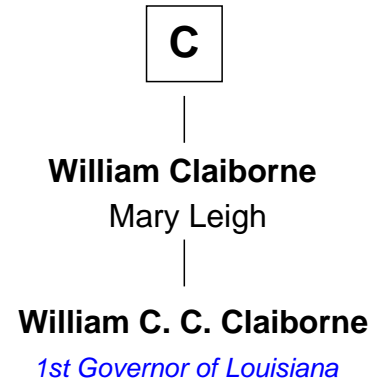 C
William Claiborne
Mary Leigh
William C. C. Claiborne
1st Governor of Louisiana